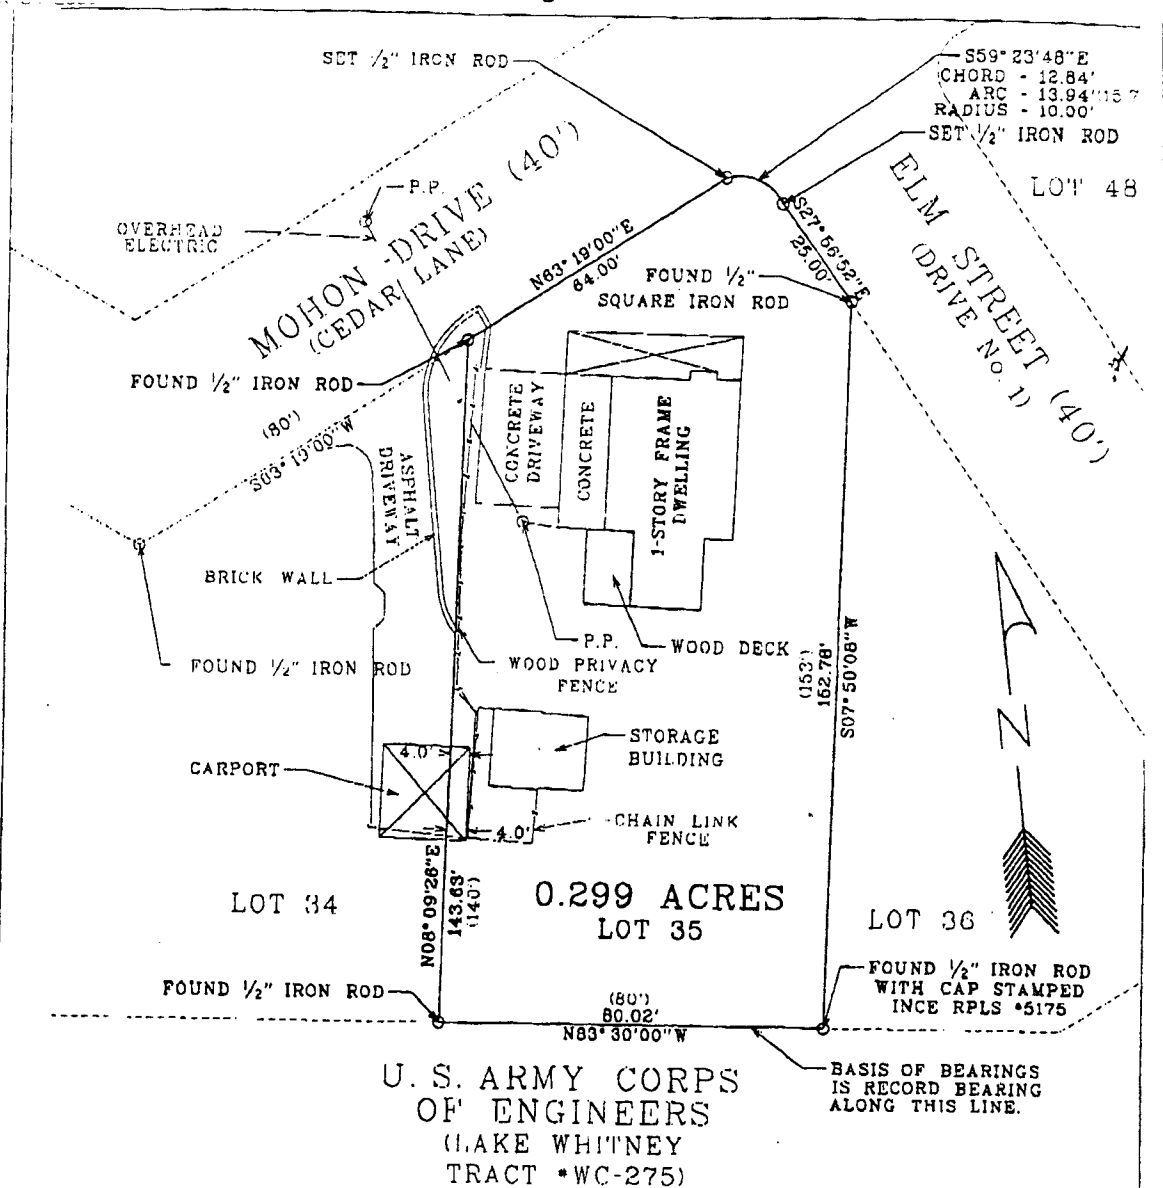 SET 1/2" IRON ROD
S59° 23'48"E
CHORD - 12.84'
ARC - 13.94'
RADIUS - 10.00'
SET 1/2" IRON ROD
LOT 48
ELM STREET (40')
(DRIVE No. 1)
P.P.
OVERHEAD
ELECTRIC
MOHON DRIVE (40')
(CEDAR LANE)
N63° 19'00"E
64.00'
S27° 56'52"E
25.00'
FOUND 1/2"
SQUARE IRON ROD
FOUND 1/2" IRON ROD
(80')
S63° 19'00"W
ASPHALT
DRIVEWAY
CONCRETE
DRIVEWAY
CONCRETE
1-STORY FRAME
DWELLING
BRICK WALL
P.P.
WOOD DECK
FOUND 1/2" IRON ROD
WOOD PRIVACY
FENCE
(153')
152.78'
S07° 50'08"W
N
4.0'
STORAGE
BUILDING
CARPORT
4.0'
CHAIN LINK
FENCE
N08° 09'26"E
143.63'
(140')
LOT 34
0.299 ACRES
LOT 35
LOT 36
FOUND 1/2" IRON ROD
FOUND 1/2" IRON ROD
WITH CAP STAMPED
INCE RPLS #5175
(80')
80.02'
N83° 30'00"W
BASIS OF BEARINGS
IS RECORD BEARING
ALONG THIS LINE.
U. S. ARMY CORPS
OF ENGINEERS
(LAKE WHITNEY
TRACT #WC-275)